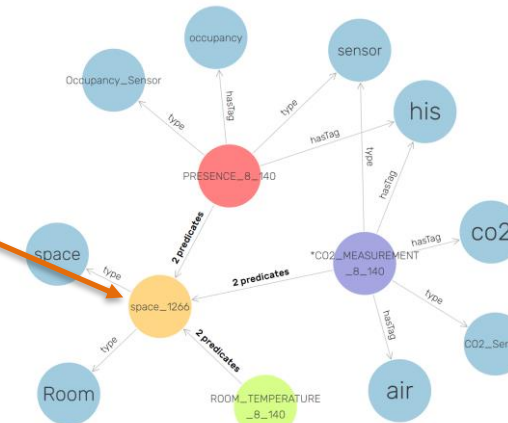 occupancy
sensor
Occupancy_Sensor
his
type
hasTag
type
hasTag
type
hasTag
PRESENCE_8_140
2 predicates
space
type
space_1266
2 predicates
*CO2_MEASUREMENT
_8_140
hasTag
co2
type
CO2_Sen
hasTag
type
2 predicates
Room
ROOM_TEMPERATURE
_8_140
air